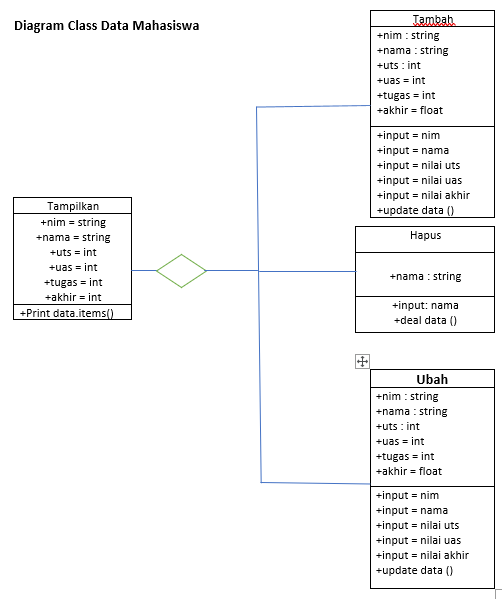 Diagram Class Data Mahasiswa
Tambah
+nim : string
+nama : string
+uts : int
+uas = int
+tugas = int
+akhir = float
+input = nim
+input = nama
+input = nilai uts
+input = nilai uas
+input = nilai akhir
+update data ()
Tampilkan
+nim = string
+nama = string
+uts = int
+uas = int
+tugas = int
+akhir = int
+Print data.items()
Hapus
+nama : string
+input: nama
+deal data ()
Ubah
+nim : string
+nama : string
+uts : int
+uas = int
+tugas = int
+akhir = float
+input = nim
+input = nama
+input = nilai uts
+input = nilai uas
+input = nilai akhir
+update data ()